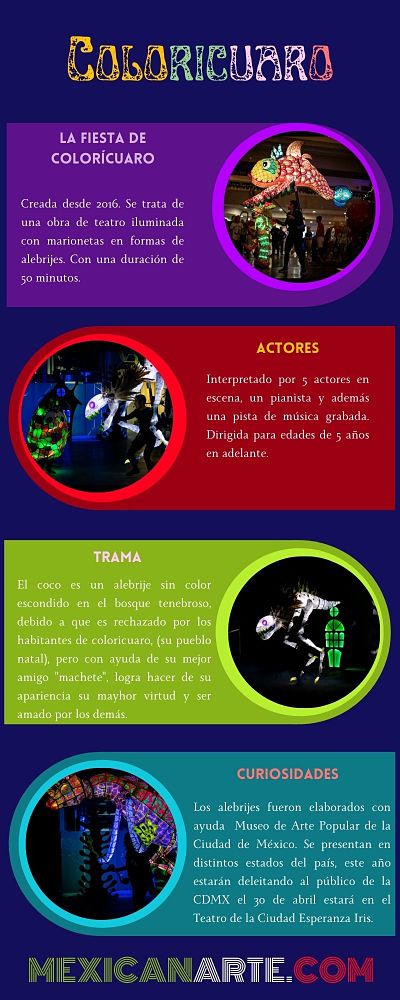 COLORICUARO
LA FIESTA DE
COLORÍCUARO
Creada desde 2016. Se trata de
una obra de teatro iluminada
con marionetas en formas de
alebrijes. Con una duración de
50 minutos.
ACTORES
Interpretado por 5 actores en
escena, un pianista y además
una pista de música grabada.
Dirigida para edades de 5 años
en adelante.
TRAMA
El coco es un alebrije sin color
escondido en el bosque tenebroso,
debido a que es rechazado por los
habitantes de coloricuaro, (su pueblo
natal), pero con ayuda de su mejor
amigo "machete", logra hacer de su
apariencia su mayhor virtud y ser
amado por los demás.
CURIOSIDADES
Los alebrijes fueron elaborados con
ayuda Museo de Arte Popular de la
Ciudad de México. Se presentan en
distintos estados del país, este año
estarán deleitando al público de la
CDMX el 30 de abril estará en el
Teatro de la Ciudad Esperanza Iris.
MEXICANARTE.COM